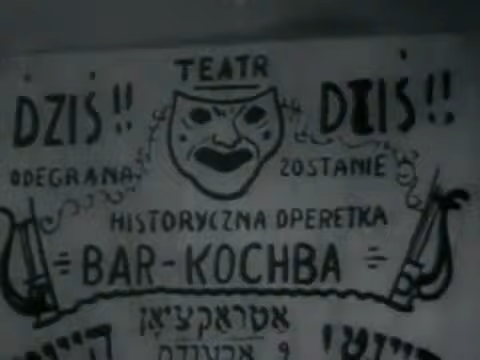 TEATR
DZIŚ!! DZIŚ!!
ODEGRANA ZOSTANIE
HISTORYCZNA OPERETKA
BAR-KOCHBA
אטראקציאן